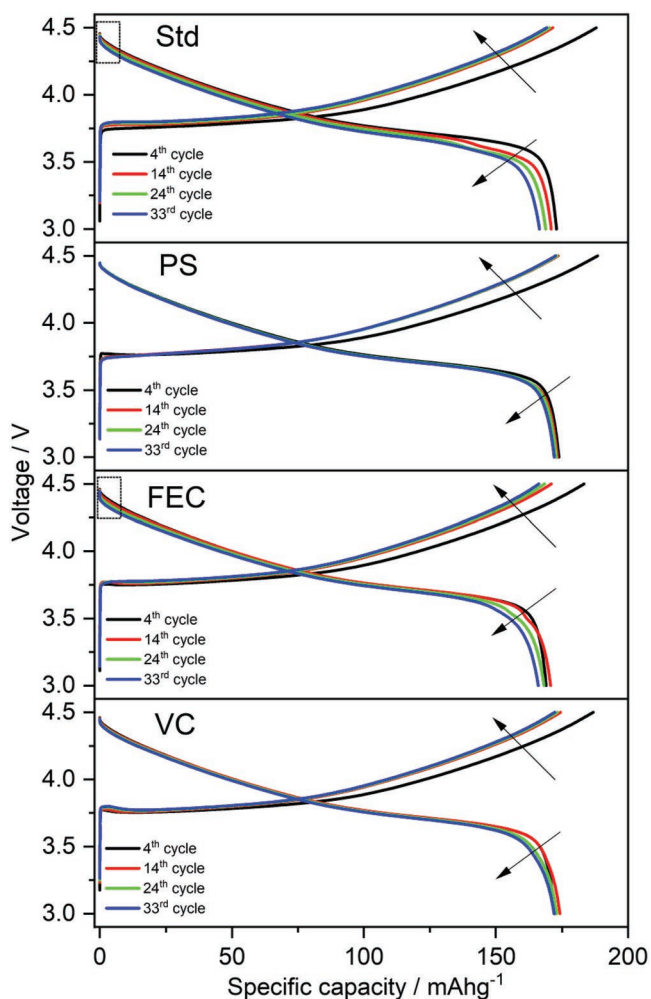 Std
4.5
4.0
3.5
3.0
4th cycle
14th cycle
24th cycle
33rd cycle
PS
4.5
4.0
3.5
3.0
4th cycle
14th cycle
24th cycle
33rd cycle
Voltage / V
FEC
4.5
4.0
3.5
3.0
4th cycle
14th cycle
24th cycle
33rd cycle
VC
4.5
4.0
3.5
3.0
4th cycle
14th cycle
24th cycle
33rd cycle
0 50 100 150 200
Specific capacity / mAhg⁻¹